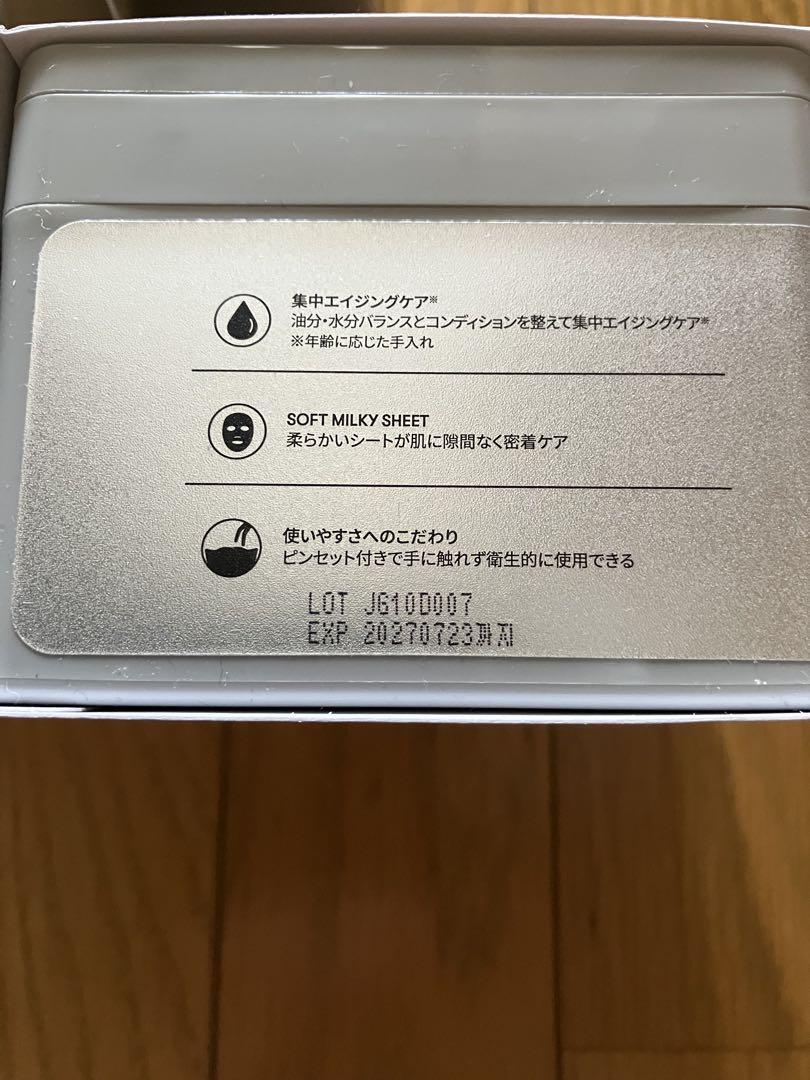 集中エイジングケア※
油分・水分バランスとコンディションを整えて集中エイジングケア※
※年齢に応じた手入れ
SOFT MILKY SHEET
柔らかいシートが肌に隙間なく密着ケア
使いやすさへのこだわり
ピンセット付きで手に触れず衛生的に使用できる
LOT JG10D007
EXP 20270723까지